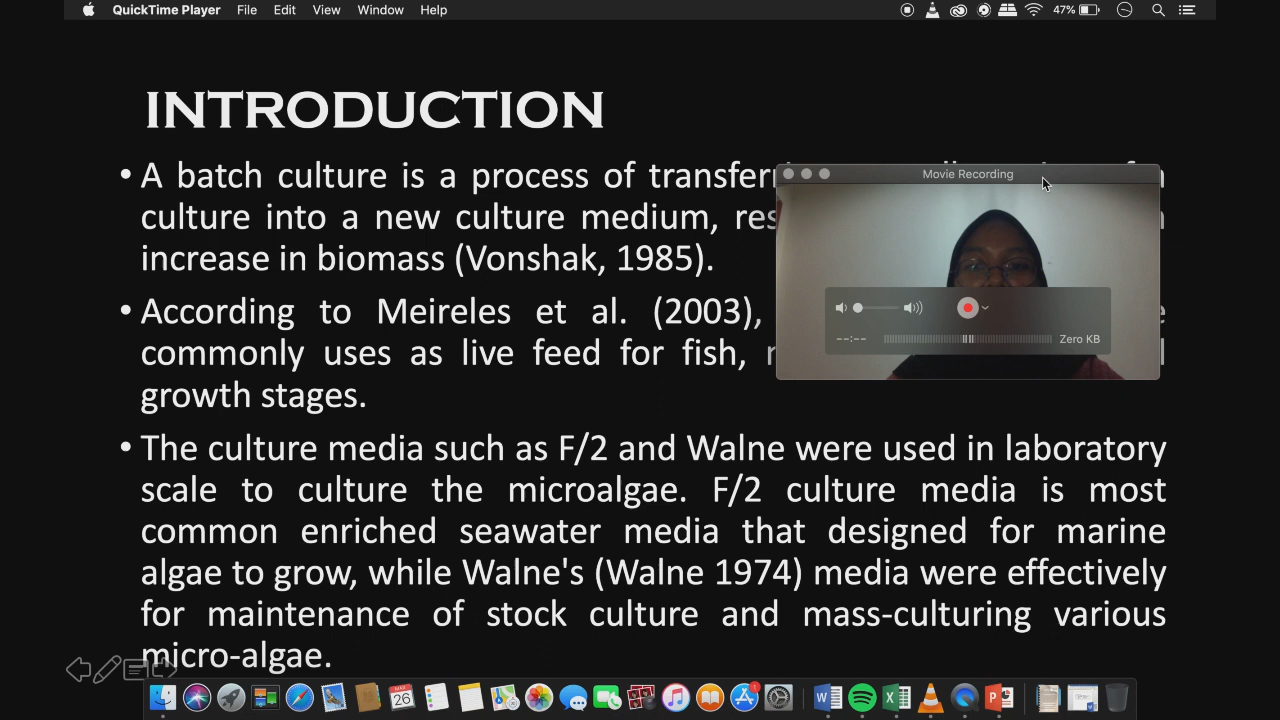 QuickTime Player File Edit View Window Help 47%
INTRODUCTION
• A batch culture is a process of
culture into a new culture medium,
increase in biomass (Vonshak, 1985).
Movie Recording
--:-- Zero KB
• According to Meireles et al. (2003),
commonly uses as live feed for fish,
growth stages.
• The culture media such as F/2 and Walne were used in laboratory
scale to culture the microalgae. F/2 culture media is most
common enriched seawater media that designed for marine
algae to grow, while Walne's (Walne 1974) media were effectively
for maintenance of stock culture and mass-culturing various
micro-algae.
MAR
26